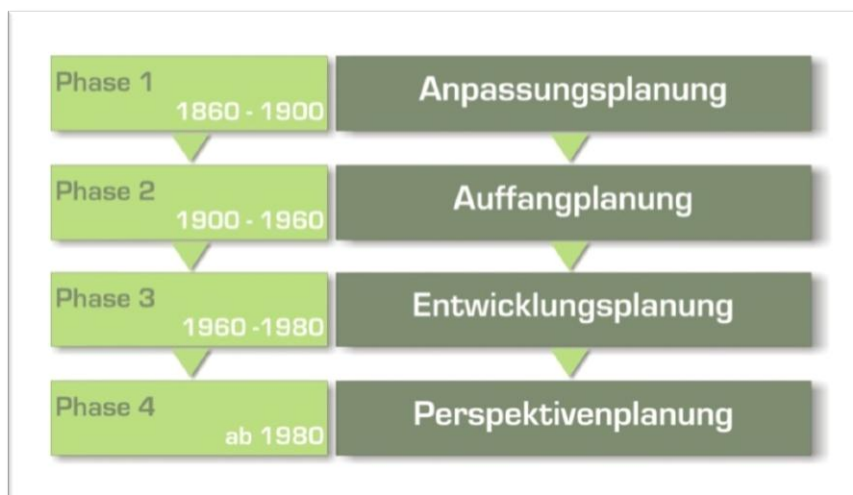 Phase 1
1860 - 1900
Anpassungsplanung
Phase 2
1900 - 1960
Auffangplanung
Phase 3
1960 -1980
Entwicklungsplanung
Phase 4
ab 1980
Perspektivenplanung